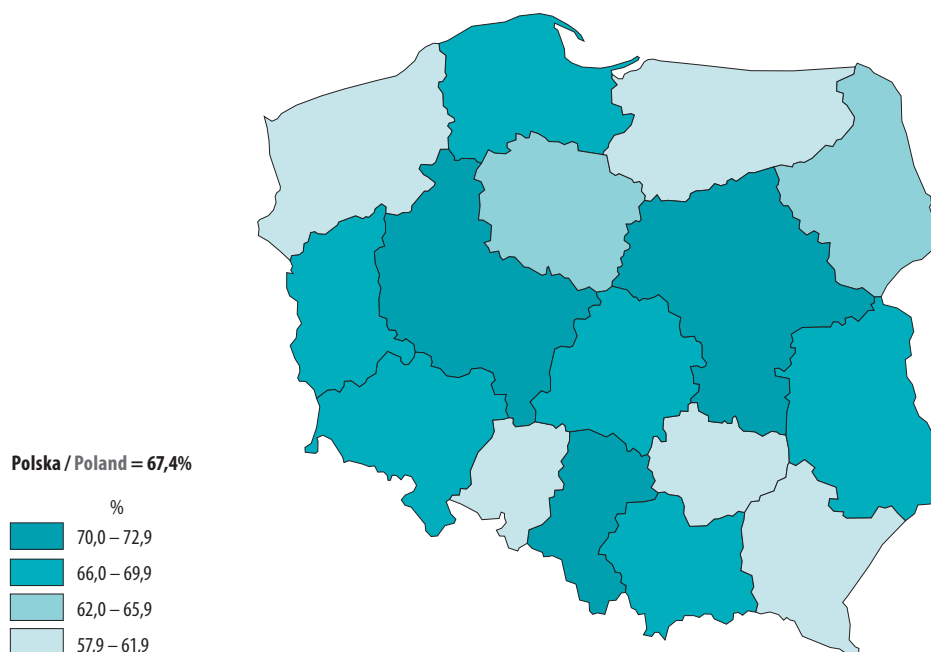 Polska / Poland = 67,4%
%
70,0 – 72,9
66,0 – 69,9
62,0 – 65,9
57,9 – 61,9